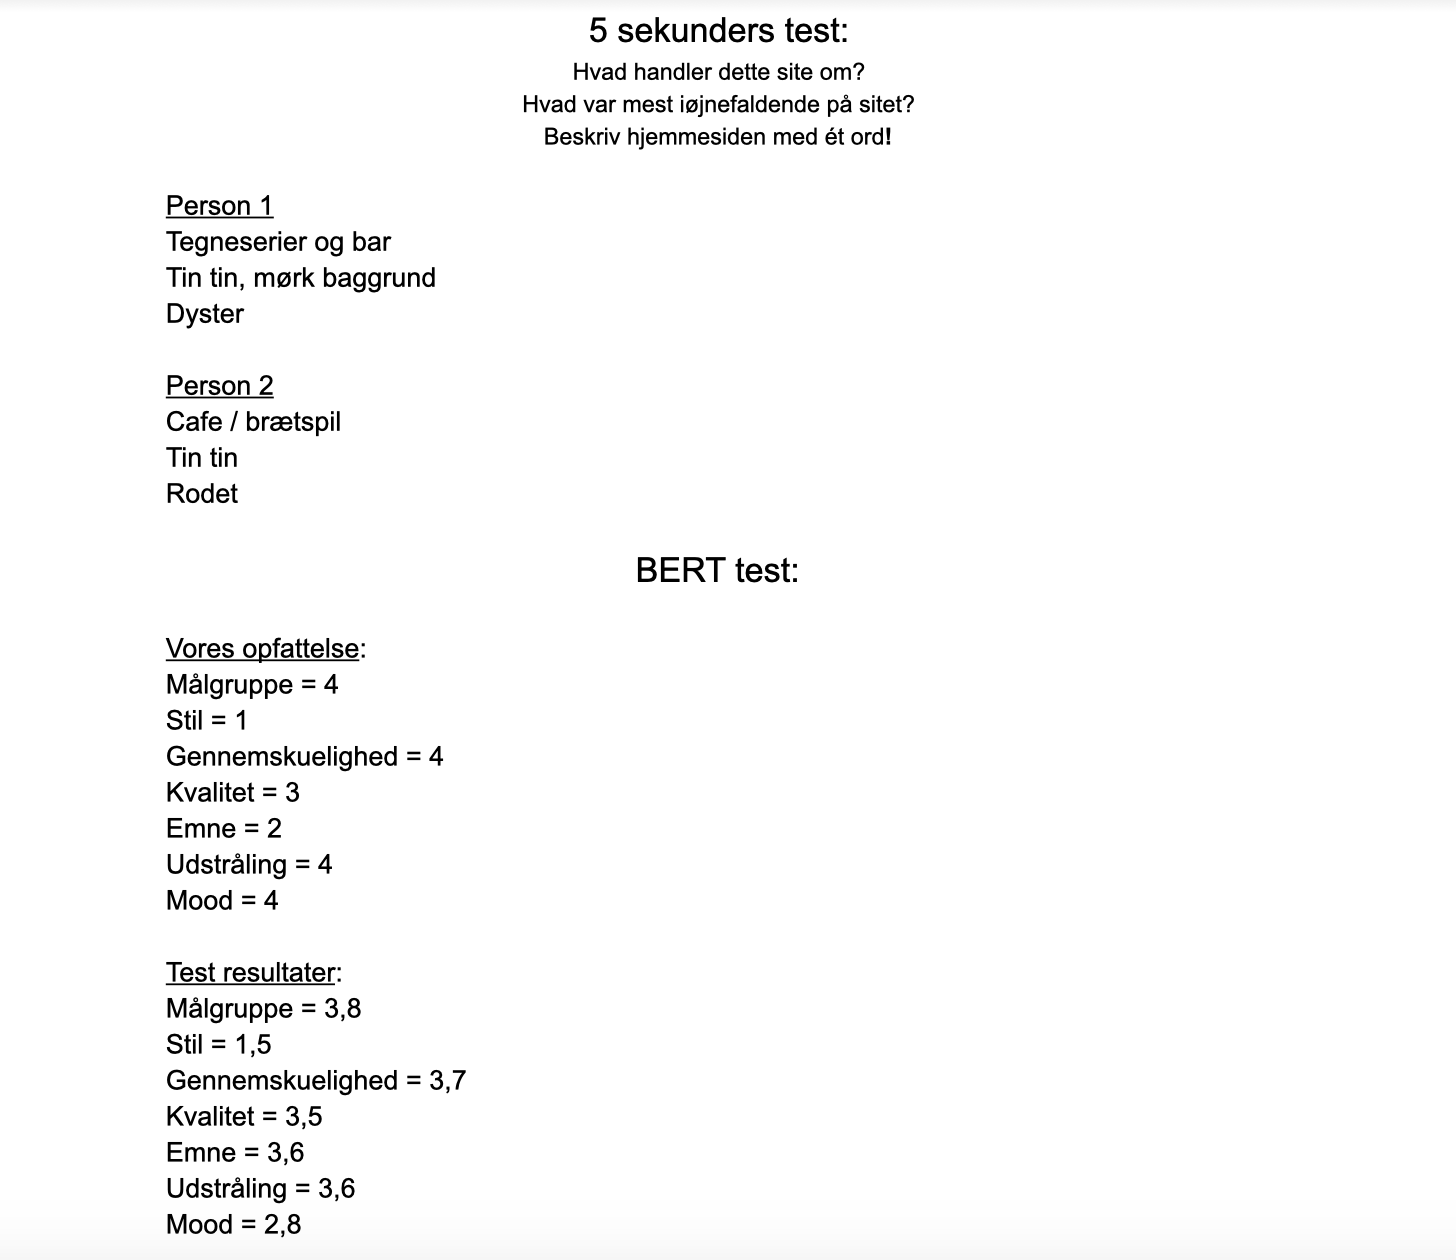 5 sekunders test:
Hvad handler dette site om?
Hvad var mest iøjnefaldende på sitet?
Beskriv hjemmesiden med ét ord!
Person 1
Tegneserier og bar
Tin tin, mørk baggrund
Dyster
Person 2
Cafe / brætspil
Tin tin
Rodet
BERT test:
Vores opfattelse:
Målgruppe = 4
Stil = 1
Gennemskuelighed = 4
Kvalitet = 3
Emne = 2
Udstråling = 4
Mood = 4
Test resultater:
Målgruppe = 3,8
Stil = 1,5
Gennemskuelighed = 3,7
Kvalitet = 3,5
Emne = 3,6
Udstråling = 3,6
Mood = 2,8